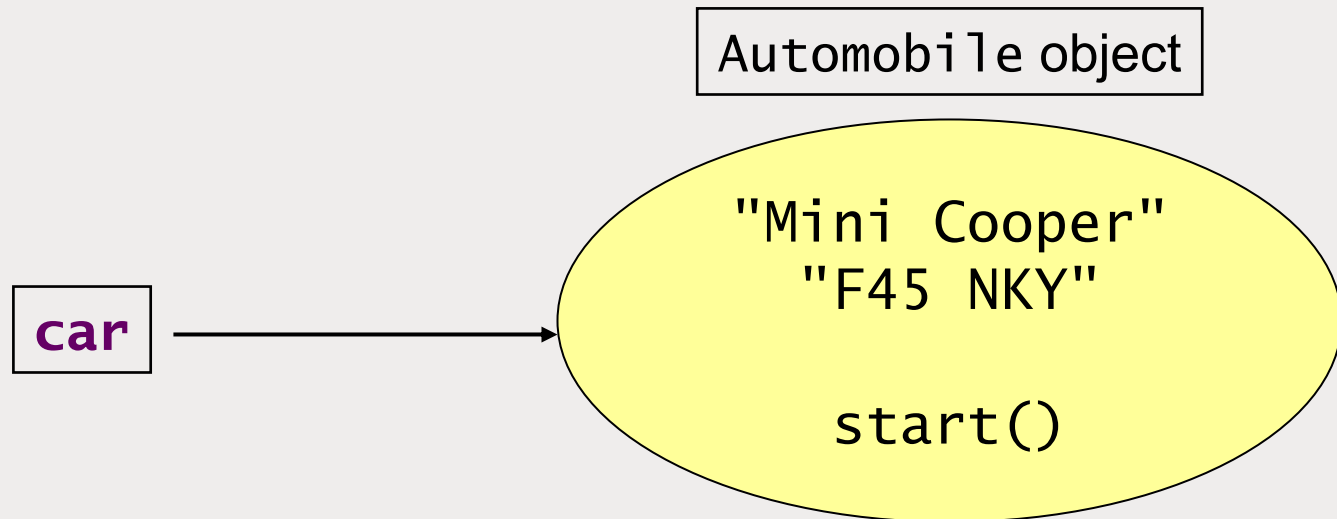 Automobile object
"Mini Cooper"
"F45 NKY"
car
start()